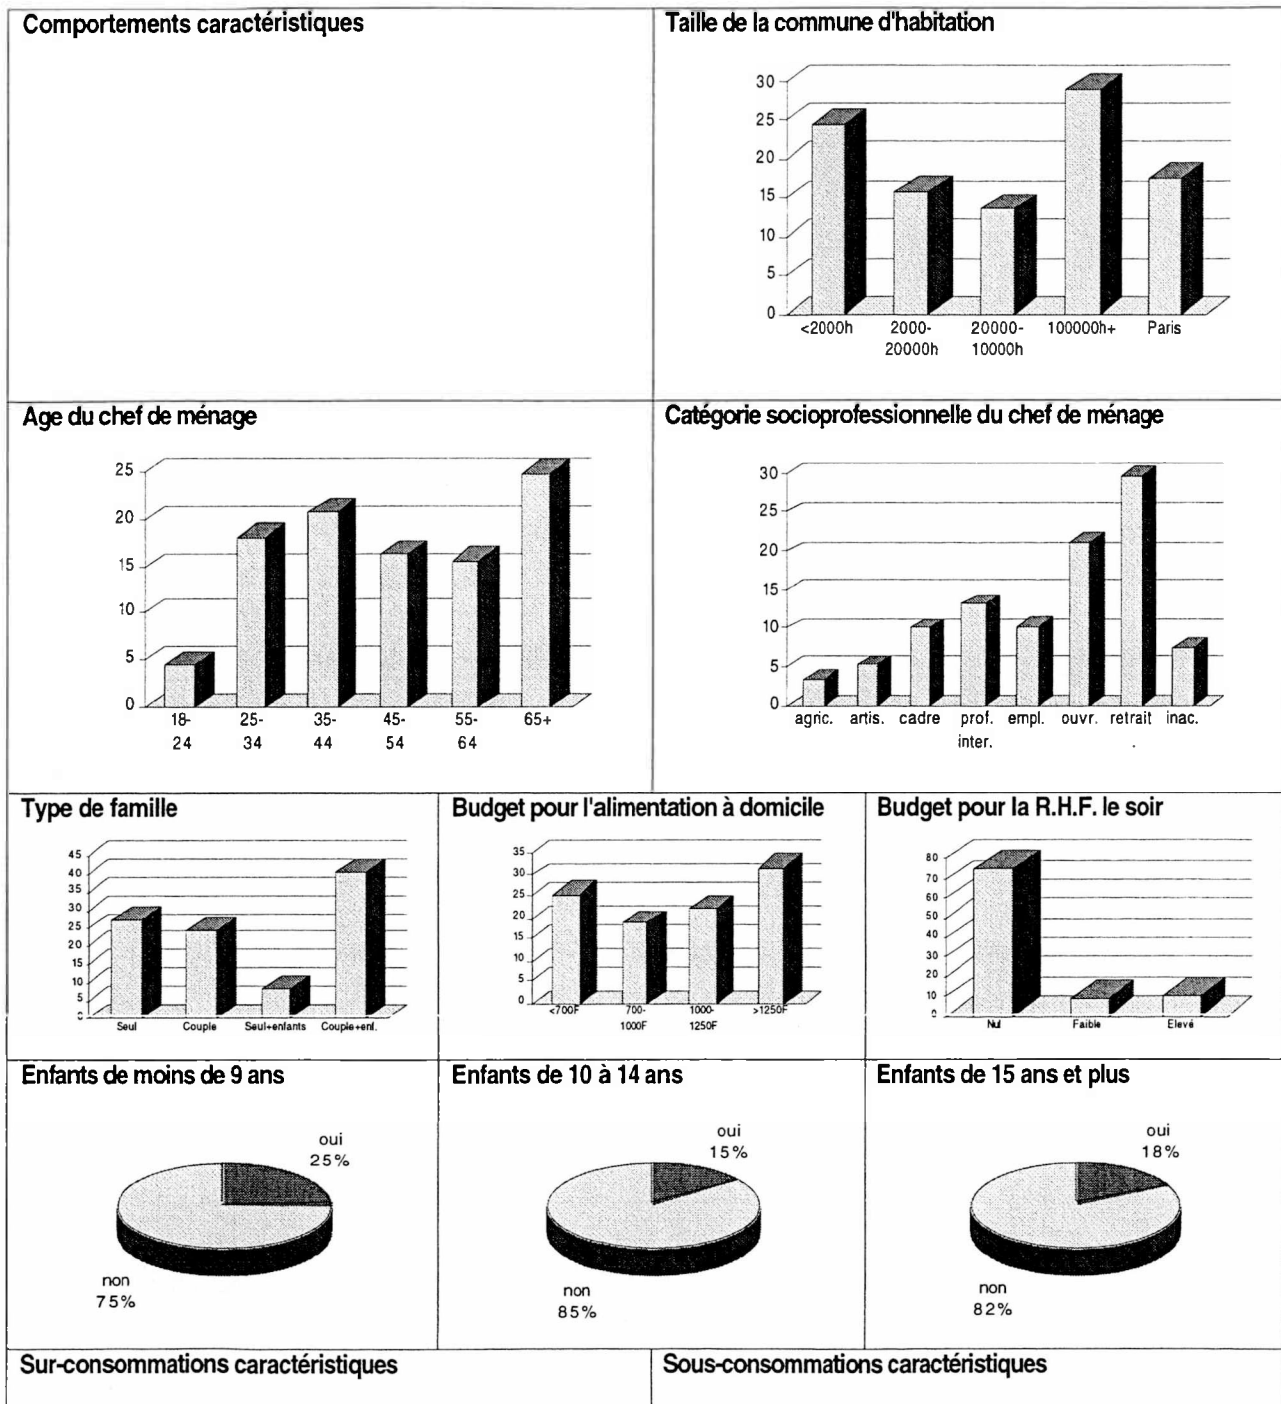 Comportements caractéristiques
Taille de la commune d'habitation
30
25
20
15
10
5
0
<2000h 2000- 20000- 100000h+ Paris
20000h 10000h
Age du chef de ménage
25
20
15
10
5
0
18- 25- 35- 45- 55- 65+
24 34 44 54 64
Catégorie socioprofessionnelle du chef de ménage
30
25
20
15
10
5
0
agric. artis. cadre prof. empl. ouvr. retrait inac.
inter. .
Type de famille
45
40
35
30
25
20
15
10
5
0
Seul Couple Seul+enfants Couple+enf.
Budget pour l'alimentation à domicile
35
30
25
20
15
10
5
0
<700F 700- 1000- >1250F
1000F 1250F
Budget pour la R.H.F. le soir
80
70
60
50
40
30
20
10
0
Nul Faible Elevé
Enfants de moins de 9 ans
oui
25%
non
75%
Enfants de 10 à 14 ans
oui
15%
non
85%
Enfants de 15 ans et plus
oui
18%
non
82%
Sur-consommations caractéristiques
Sous-consommations caractéristiques